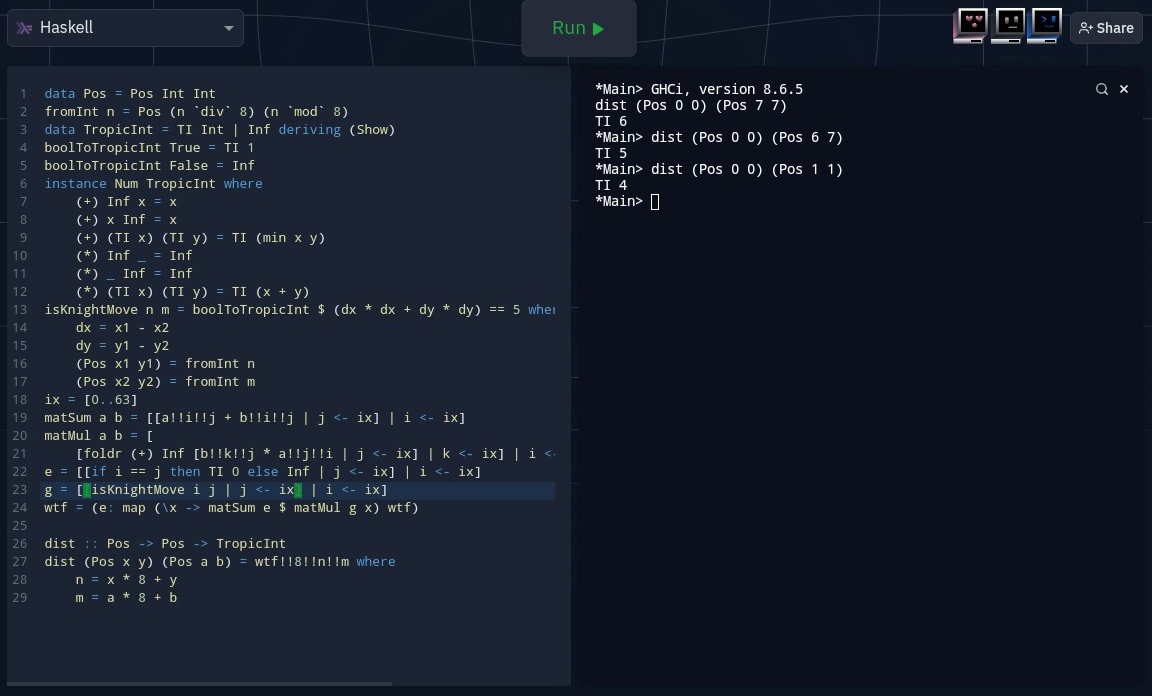 Haskell
Run
Share
1 data Pos = Pos Int Int
2 fromInt n = Pos (n `div` 8) (n `mod` 8)
3 data TropicInt = TI Int | Inf deriving (Show)
4 boolToTropicInt True = TI 1
5 boolToTropicInt False = Inf
6 instance Num TropicInt where
7     (+) Inf x = x
8     (+) x Inf = x
9     (+) (TI x) (TI y) = TI (min x y)
10     (*) Inf _ = Inf
11     (*) _ Inf = Inf
12     (*) (TI x) (TI y) = TI (x + y)
13 isKnightMove n m = boolToTropicInt $ (dx * dx + dy * dy) == 5 wher
14     dx = x1 - x2
15     dy = y1 - y2
16     (Pos x1 y1) = fromInt n
17     (Pos x2 y2) = fromInt m
18 ix = [0..63]
19 matSum a b = [[a!!i!!j + b!!i!!j | j <- ix] | i <- ix]
20 matMul a b = [
21     [foldr (+) Inf [b!!k!!j * a!!j!!i | j <- ix] | k <- ix] | i <-
22 e = [[if i == j then TI 0 else Inf | j <- ix] | i <- ix]
23 g = [[isKnightMove i j | j <- ix] | i <- ix]
24 wtf = (e: map (\x -> matSum e $ matMul g x) wtf)
25
26 dist :: Pos -> Pos -> TropicInt
27 dist (Pos x y) (Pos a b) = wtf!!8!!n!!m where
28     n = x * 8 + y
29     m = a * 8 + b
*Main> GHCi, version 8.6.5
dist (Pos 0 0) (Pos 7 7)
TI 6
*Main> dist (Pos 0 0) (Pos 6 7)
TI 5
*Main> dist (Pos 0 0) (Pos 1 1)
TI 4
*Main>